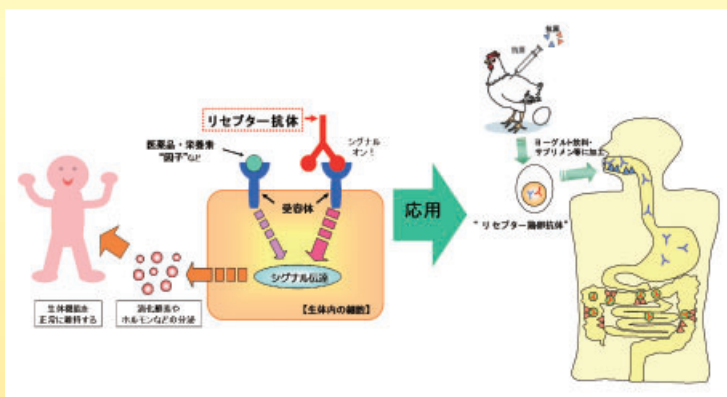 リセプター抗体
医薬品・栄養素
"因子"など
シグナル
オン！
受容体
シグナル伝達
【生体内の細胞】
生体機能を
正常に維持する
消化酵素や
ホルモンなどの分泌
応用
抗原
ヨーグルト飲料・
サプリメント等に加工
"リセプター鶏卵抗体"